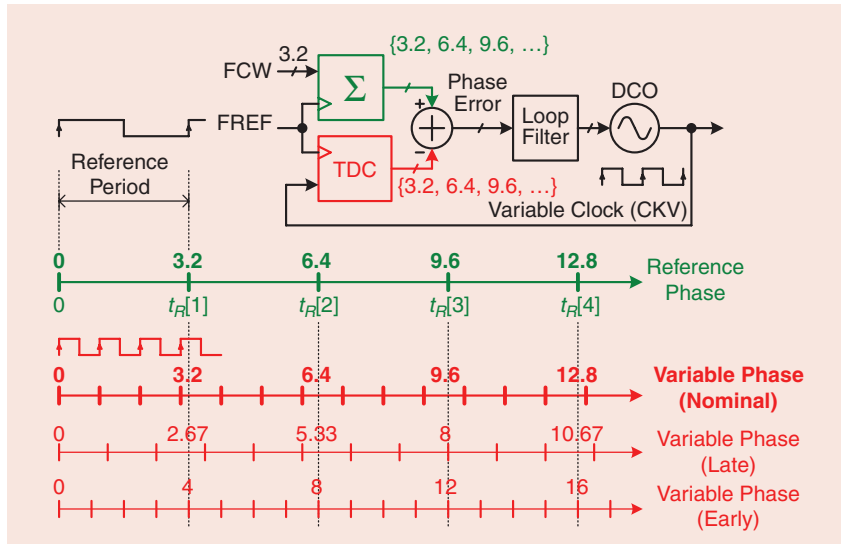 {3.2, 6.4, 9.6, …}
3.2
FCW
Σ
Phase
Error
DCO
FREF
+
−
Loop
Filter
TDC
{3.2, 6.4, 9.6, …}
Reference
Period
Variable Clock (CKV)
0 3.2 6.4 9.6 12.8
Reference
Phase
0 tR[1] tR[2] tR[3] tR[4]
0 3.2 6.4 9.6 12.8
Variable Phase
(Nominal)
0 2.67 5.33 8 10.67
Variable Phase
(Late)
0 4 8 12 16
Variable Phase
(Early)